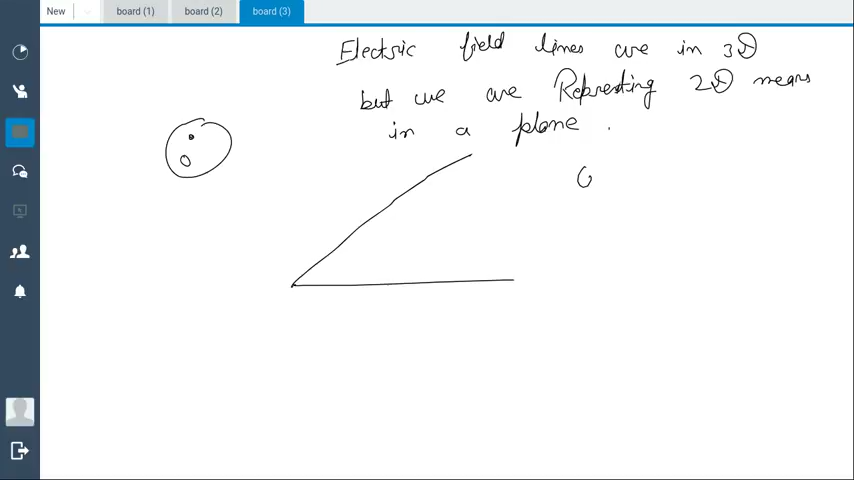 New board (1) board (2) board (3)
Electric field lines are in 3D
but we are Represting 2D means
in a plane .